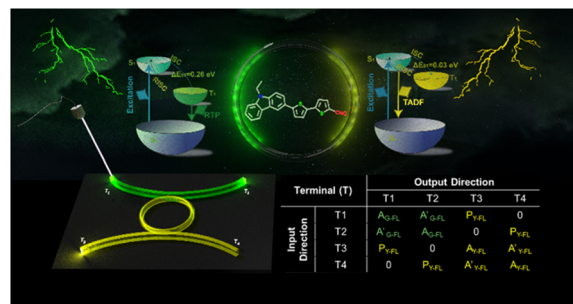 ISC
S₁
ΔE_ST=0.26 eV
RISC
T₁
Excitation
RTP
N
S
S
CHO
ISC
S₁
ΔE_ST=0.03 eV
T₁
Excitation
TADF
T₁
T₂
T₃
T₄
Terminal (T)
Output Direction
T1 T2 T3 T4
Input Direction
T1 A_G-FL A'_G-FL P_Y-FL 0
T2 A'_G-FL A_G-FL 0 P_Y-FL
T3 P_Y-FL 0 A_Y-FL A'_Y-FL
T4 0 P_Y-FL A'_Y-FL A_Y-FL